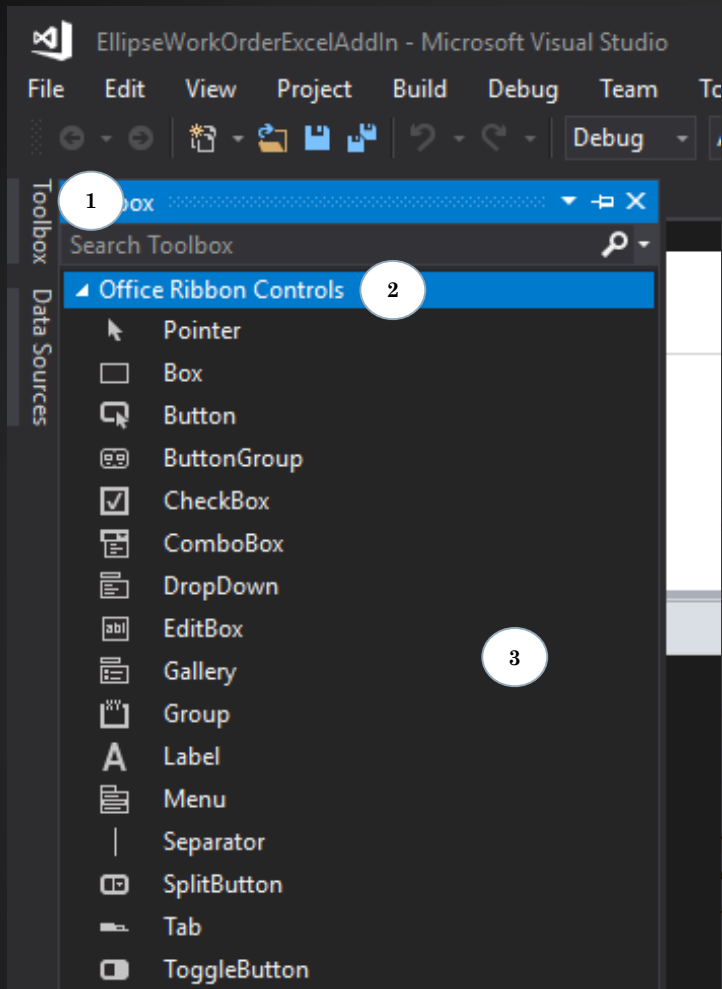 EllipseWorkOrderExcelAddIn - Microsoft Visual Studio
File Edit View Project Build Debug Team
Debug
Toolbox
Data Sources
1
Search Toolbox
Office Ribbon Controls 2
Pointer
Box
Button
ButtonGroup
CheckBox
ComboBox
DropDown
abl EditBox
3
Gallery
XY Group
A Label
Menu
Separator
SplitButton
Tab
ToggleButton